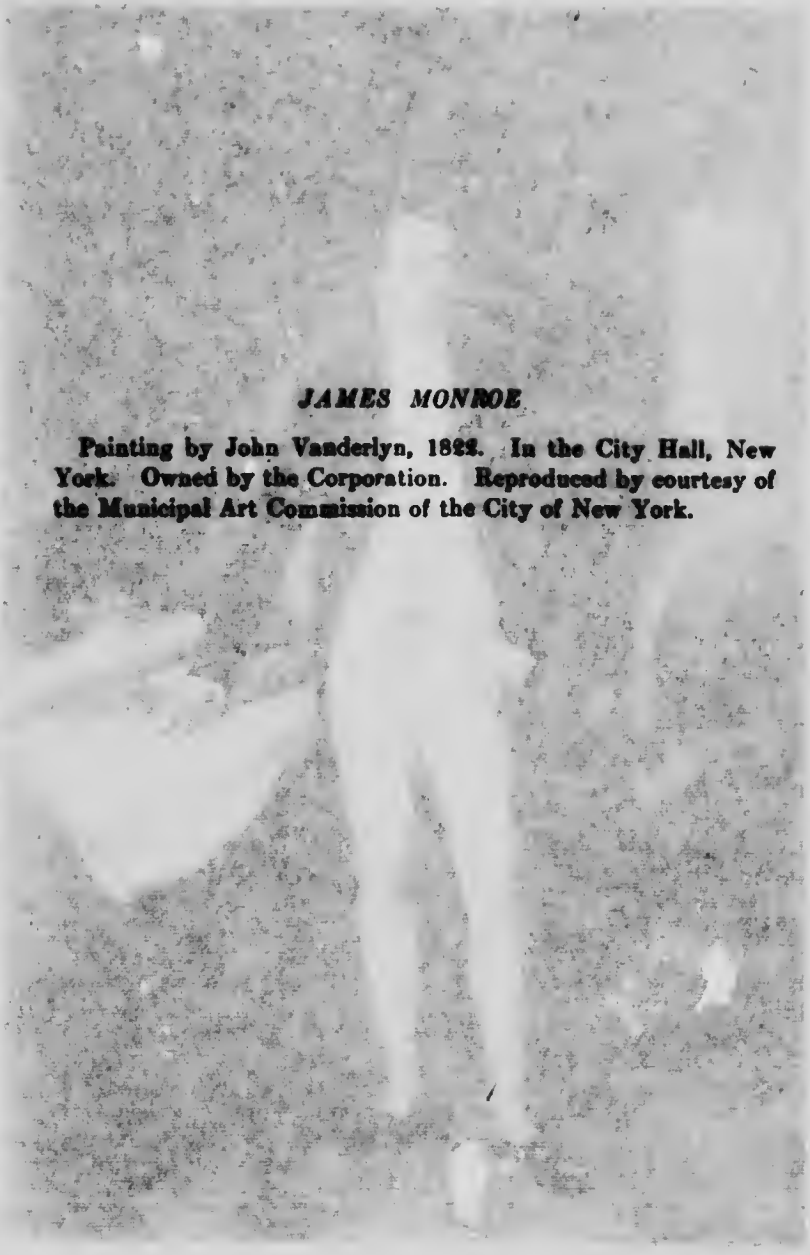 JAMES MONROE
Painting by John Vanderlyn, 1822. In the City Hall, New
York. Owned by the Corporation. Reproduced by courtesy of
the Municipal Art Commission of the City of New York.